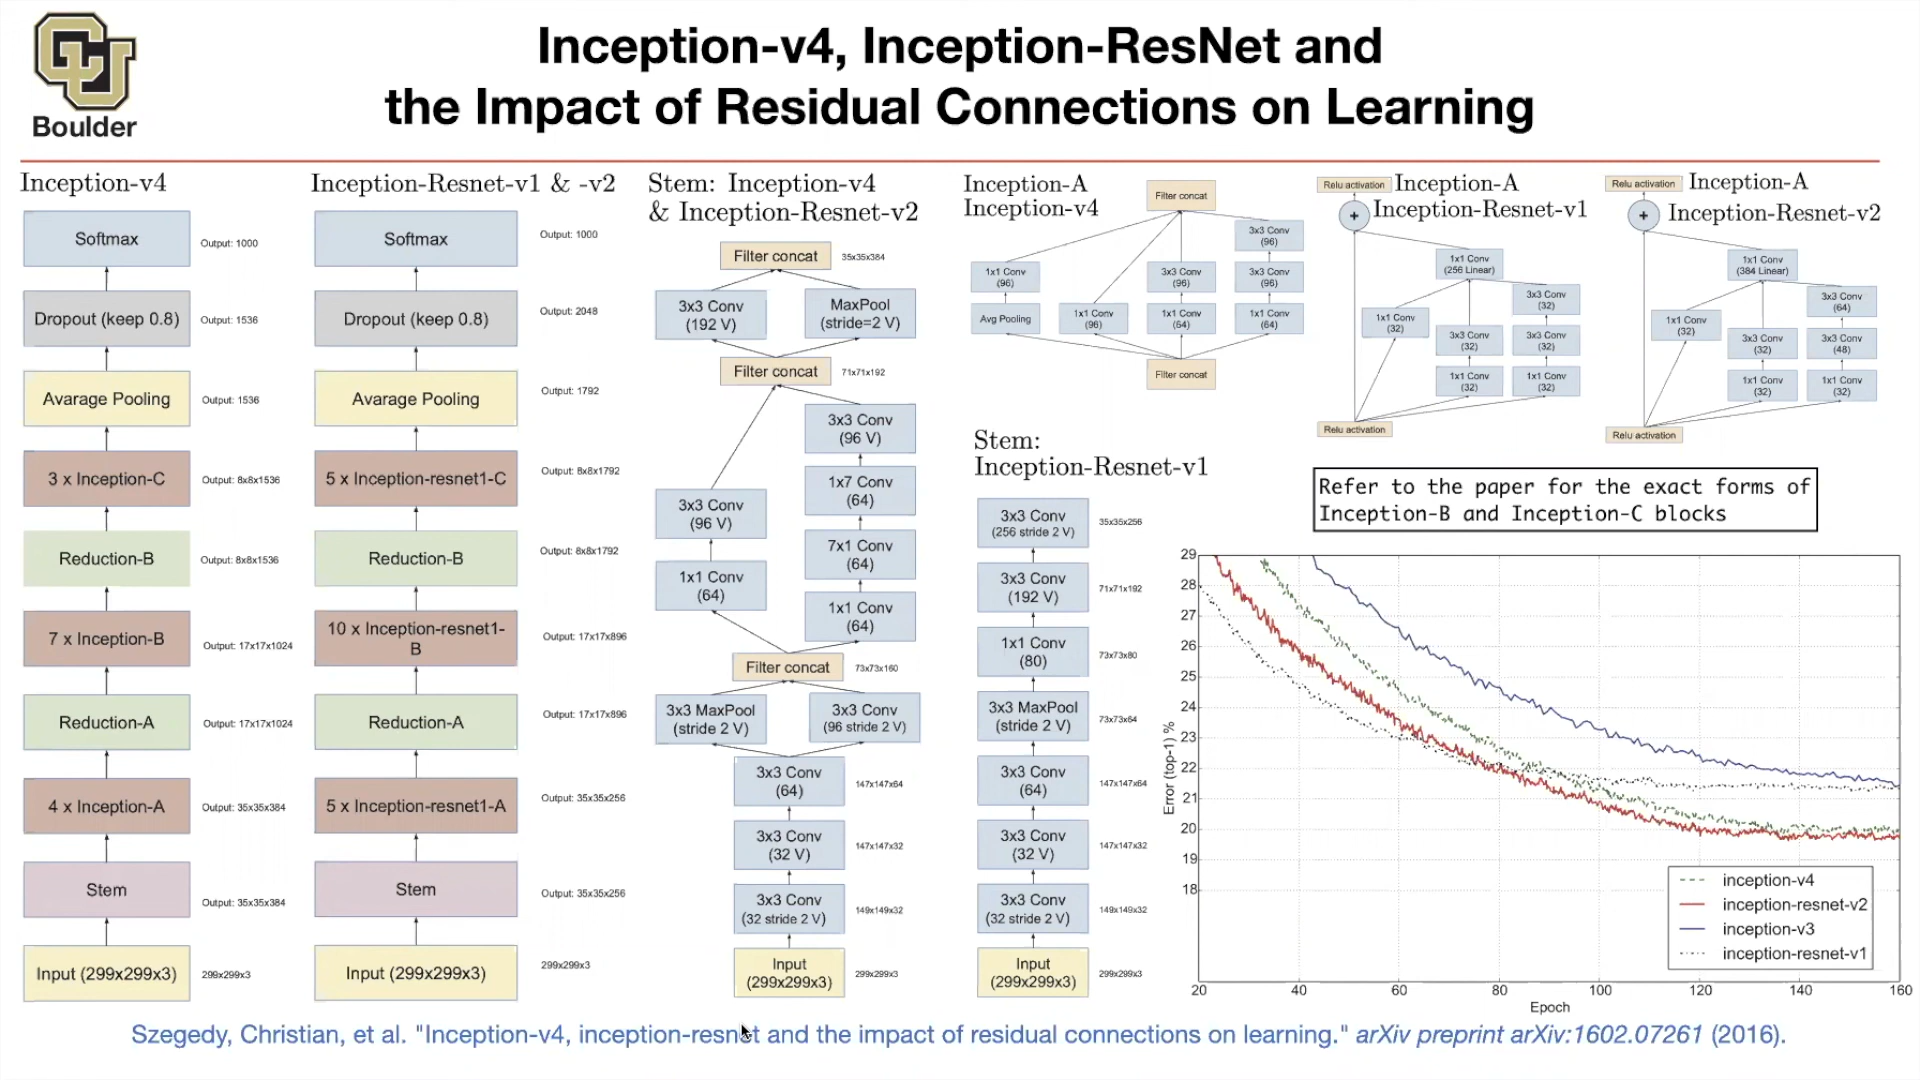 Boulder
Inception-v4, Inception-ResNet and
the Impact of Residual Connections on Learning
Inception-v4
Softmax
Output: 1000
Dropout (keep 0.8)
Output: 1536
Avarage Pooling
Output: 1536
3 x Inception-C
Output: 8x8x1536
Reduction-B
Output: 8x8x1536
7 x Inception-B
Output: 17x17x1024
Reduction-A
Output: 17x17x1024
4 x Inception-A
Output: 35x35x384
Stem
Output: 35x35x384
Input (299x299x3)
299x299x3
Inception-Resnet-v1 & -v2
Softmax
Output: 1000
Dropout (keep 0.8)
Output: 2048
Avarage Pooling
Output: 1792
5 x Inception-resnet1-C
Output: 8x8x1792
Reduction-B
Output: 8x8x1792
10 x Inception-resnet1-
B
Output: 17x17x896
Reduction-A
Output: 17x17x896
5 x Inception-resnet1-A
Output: 35x35x256
Stem
Output: 35x35x256
Input (299x299x3)
299x299x3
Stem: Inception-v4
& Inception-Resnet-v2
Filter concat
35x35x384
3x3 Conv
(192 V)
MaxPool
(stride=2 V)
Filter concat
71x71x192
3x3 Conv
(96 V)
1x7 Conv
(64)
3x3 Conv
(96 V)
7x1 Conv
(64)
1x1 Conv
(64)
1x1 Conv
(64)
Filter concat
73x73x160
3x3 MaxPool
(stride 2 V)
3x3 Conv
(96 stride 2 V)
3x3 Conv
(64)
147x147x64
3x3 Conv
(32 V)
147x147x32
3x3 Conv
(32 stride 2 V)
149x149x32
Input
(299x299x3)
299x299x3
Inception-A
Inception-v4
Filter concat
3x3 Conv
(96)
1x1 Conv
(96)
3x3 Conv
(96)
3x3 Conv
(96)
Avg Pooling
1x1 Conv
(96)
1x1 Conv
(64)
1x1 Conv
(64)
Filter concat
Relu activation
Inception-A
+
Inception-Resnet-v1
1x1 Conv
(256 Linear)
3x3 Conv
(32)
1x1 Conv
(32)
3x3 Conv
(32)
3x3 Conv
(32)
1x1 Conv
(32)
1x1 Conv
(32)
Relu activation
Relu activation
Inception-A
+
Inception-Resnet-v2
1x1 Conv
(384 Linear)
3x3 Conv
(64)
1x1 Conv
(32)
3x3 Conv
(32)
3x3 Conv
(48)
1x1 Conv
(32)
1x1 Conv
(32)
Relu activation
Stem:
Inception-Resnet-v1
3x3 Conv
(256 stride 2 V)
35x35x256
3x3 Conv
(192 V)
71x71x192
1x1 Conv
(80)
73x73x80
3x3 MaxPool
(stride 2 V)
73x73x64
3x3 Conv
(64)
147x147x64
3x3 Conv
(32 V)
147x147x32
3x3 Conv
(32 stride 2 V)
149x149x32
Input
(299x299x3)
299x299x3
Refer to the paper for the exact forms of
Inception-B and Inception-C blocks
29
28
27
26
25
24
23
22
21
20
19
18
Error (top-1) %
inception-v4
inception-resnet-v2
inception-v3
inception-resnet-v1
20 40 60 80 100 120 140 160
Epoch
Szegedy, Christian, et al. "Inception-v4, inception-resnet and the impact of residual connections on learning." arXiv preprint arXiv:1602.07261 (2016).